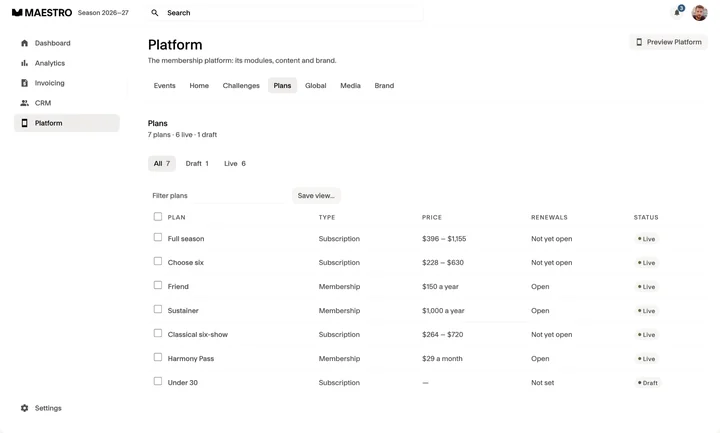 MAESTRO Season 2026–27 Search 3
Dashboard
Analytics
Invoicing
CRM
Platform
Settings
Platform
Preview Platform
The membership platform: its modules, content and brand.
Events Home Challenges Plans Global Media Brand
Plans
7 plans · 6 live · 1 draft
All 7 Draft 1 Live 6
Filter plans Save view...
PLAN TYPE PRICE RENEWALS STATUS
Full season Subscription $396 – $1,155 Not yet open Live
Choose six Subscription $228 – $630 Not yet open Live
Friend Membership $150 a year Open Live
Sustainer Membership $1,000 a year Open Live
Classical six-show Subscription $264 – $720 Not yet open Live
Harmony Pass Membership $29 a month Open Live
Under 30 Subscription — Not set Draft